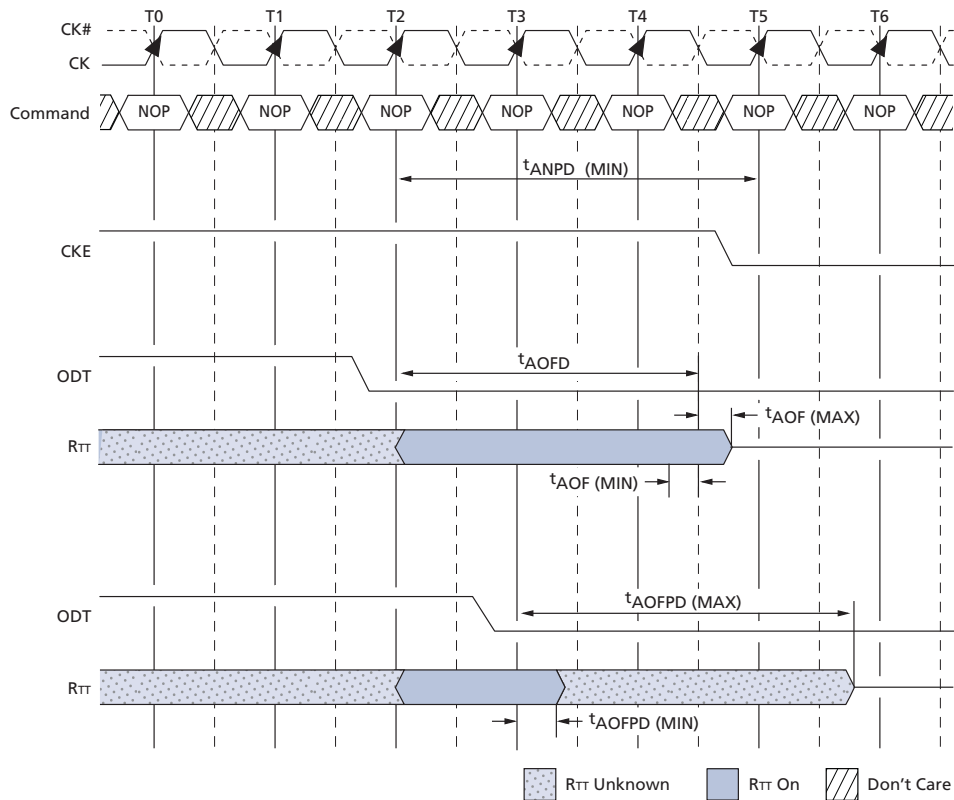 T0 T1 T2 T3 T4 T5 T6
CK#
CK
Command NOP NOP NOP NOP NOP NOP NOP
tANPD (MIN)
CKE
tAOFD
ODT
tAOF (MAX)
RTT
tAOF (MIN)
tAOFPD (MAX)
ODT
RTT
tAOFPD (MIN)
RTT Unknown RTT On Don't Care